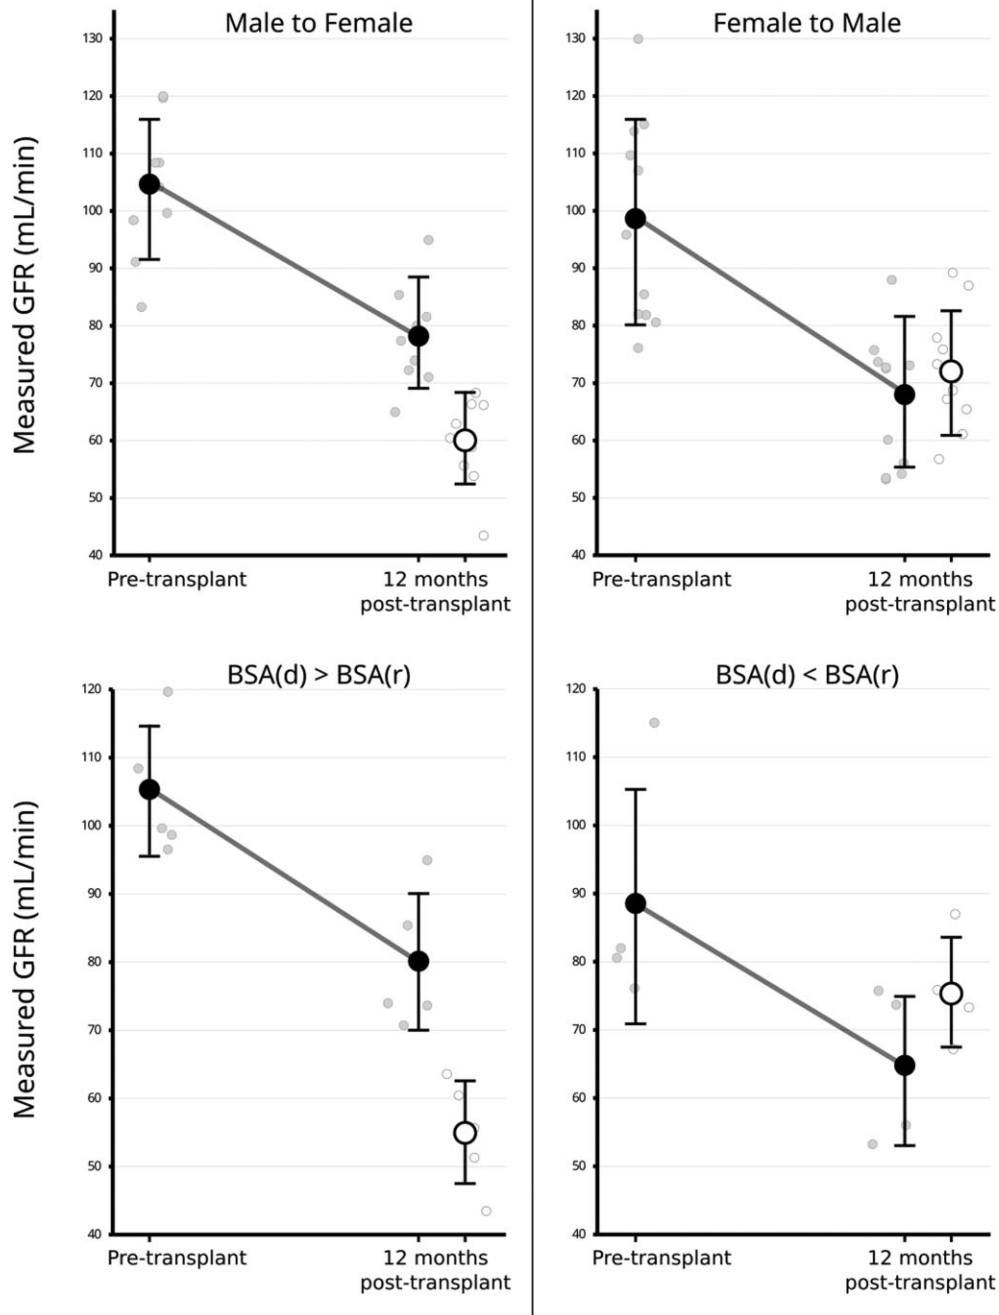 Male to Female
Measured GFR (mL/min)
130
120
110
100
90
80
70
60
50
40
Pre-transplant
12 months
post-transplant
Female to Male
130
120
110
100
90
80
70
60
50
40
Pre-transplant
12 months
post-transplant
BSA(d) > BSA(r)
Measured GFR (mL/min)
120
110
100
90
80
70
60
50
40
Pre-transplant
12 months
post-transplant
BSA(d) < BSA(r)
120
110
100
90
80
70
60
50
40
Pre-transplant
12 months
post-transplant